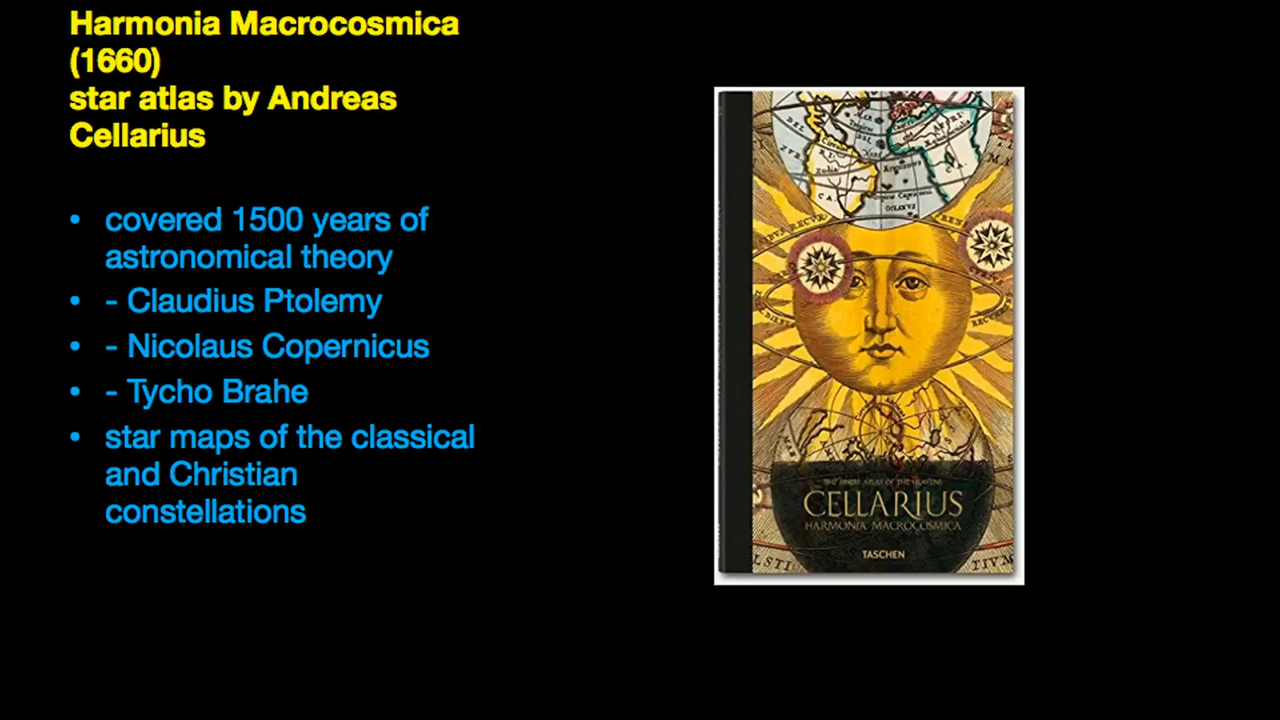 Harmonia Macrocosmica
(1660)
star atlas by Andreas
Cellarius
• covered 1500 years of
astronomical theory
• - Claudius Ptolemy
• - Nicolaus Copernicus
• - Tycho Brahe
• star maps of the classical
and Christian
constellations
THE FINEST ATLAS OF THE HEAVENS
CELLARIUS
HARMONIA MACROCOSMICA
TASCHEN